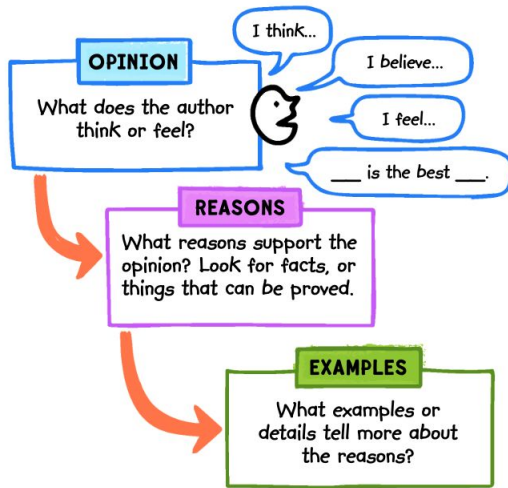 I think...
OPINION
I believe...
What does the author
think or feel?
I feel...
___ is the best ___.
REASONS
What reasons support the
opinion? Look for facts, or
things that can be proved.
EXAMPLES
What examples or
details tell more about
the reasons?